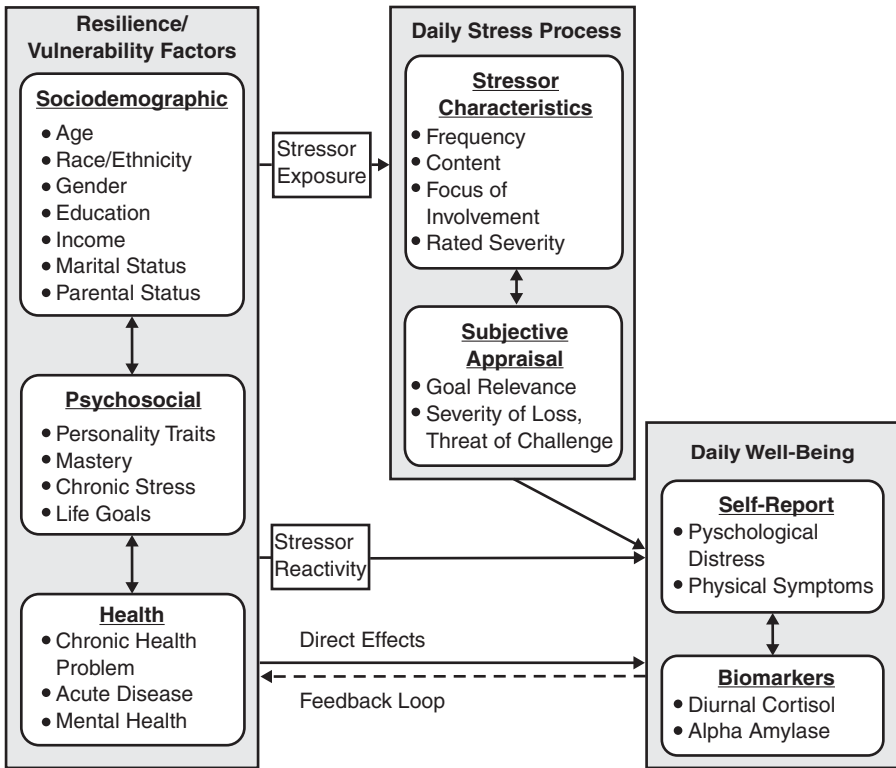 Resilience/
Vulnerability Factors
Sociodemographic
• Age
• Race/Ethnicity
• Gender
• Education
• Income
• Marital Status
• Parental Status
Psychosocial
• Personality Traits
• Mastery
• Chronic Stress
• Life Goals
Health
• Chronic Health
Problem
• Acute Disease
• Mental Health
Stressor
Exposure
Daily Stress Process
Stressor
Characteristics
• Frequency
• Content
• Focus of
Involvement
• Rated Severity
Subjective
Appraisal
• Goal Relevance
• Severity of Loss,
Threat of Challenge
Stressor
Reactivity
Direct Effects
Feedback Loop
Daily Well-Being
Self-Report
• Pyschological
Distress
• Physical Symptoms
Biomarkers
• Diurnal Cortisol
• Alpha Amylase